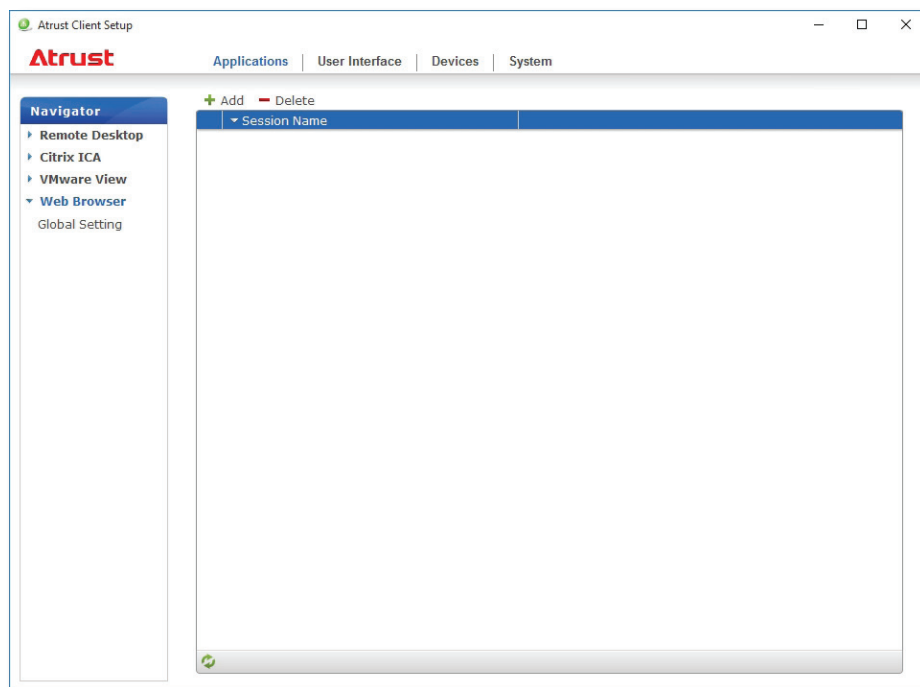 Atrust Client Setup
Atrust
Applications User Interface Devices System
Navigator
Remote Desktop
Citrix ICA
VMware View
Web Browser
Global Setting
Add Delete
Session Name